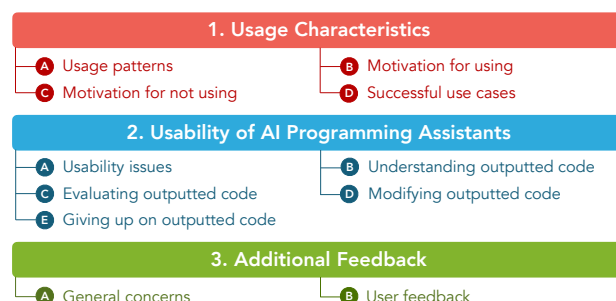 1. Usage Characteristics
A Usage patterns
B Motivation for using
C Motivation for not using
D Successful use cases
2. Usability of AI Programming Assistants
A Usability issues
B Understanding outputted code
C Evaluating outputted code
D Modifying outputted code
E Giving up on outputted code
3. Additional Feedback
A General concerns
B User feedback